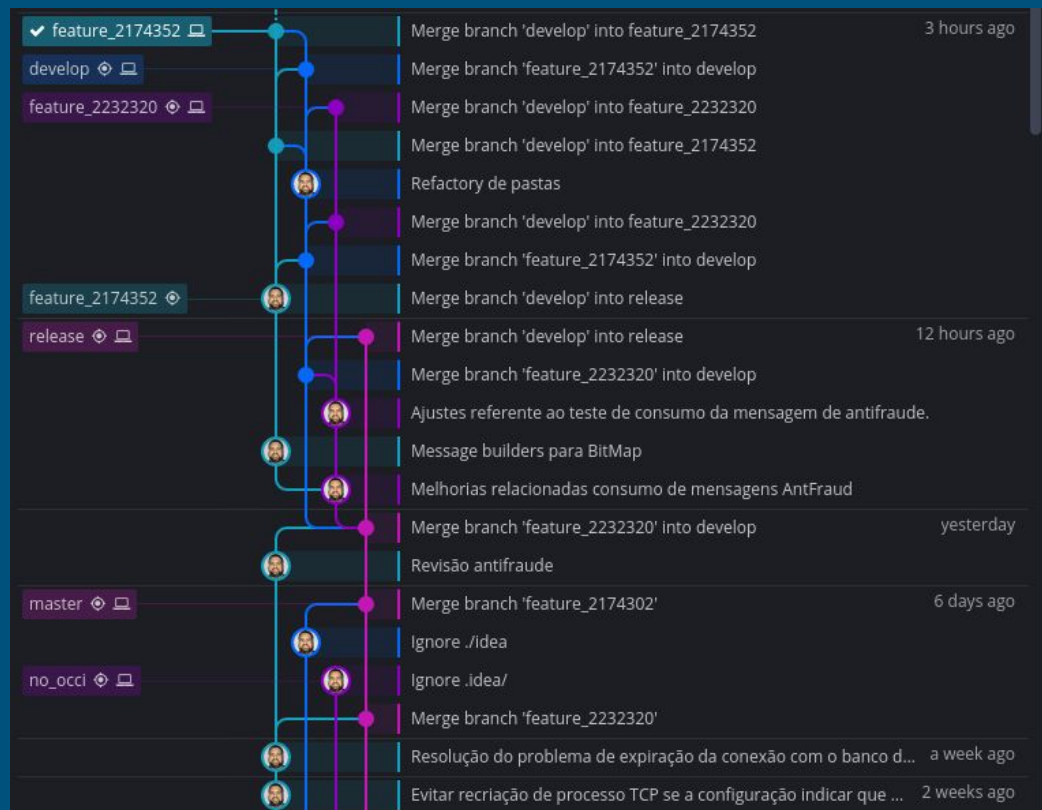 feature_2174352 Merge branch 'develop' into feature_2174352 3 hours ago
develop Merge branch 'feature_2174352' into develop
feature_2232320 Merge branch 'develop' into feature_2232320
Merge branch 'develop' into feature_2174352
Refactory de pastas
Merge branch 'develop' into feature_2232320
Merge branch 'feature_2174352' into develop
feature_2174352 Merge branch 'develop' into release
release Merge branch 'develop' into release 12 hours ago
Merge branch 'feature_2232320' into develop
Ajustes referente ao teste de consumo da mensagem de antifraude.
Message builders para BitMap
Melhorias relacionadas consumo de mensagens AntFraud
Merge branch 'feature_2232320' into develop yesterday
Revisão antifraude
master Merge branch 'feature_2174302' 6 days ago
Ignore ./idea
no_occi Ignore .idea/
Merge branch 'feature_2232320'
Resolução do problema de expiração da conexão com o banco d... a week ago
Evitar recriação de processo TCP se a configuração indicar que ... 2 weeks ago